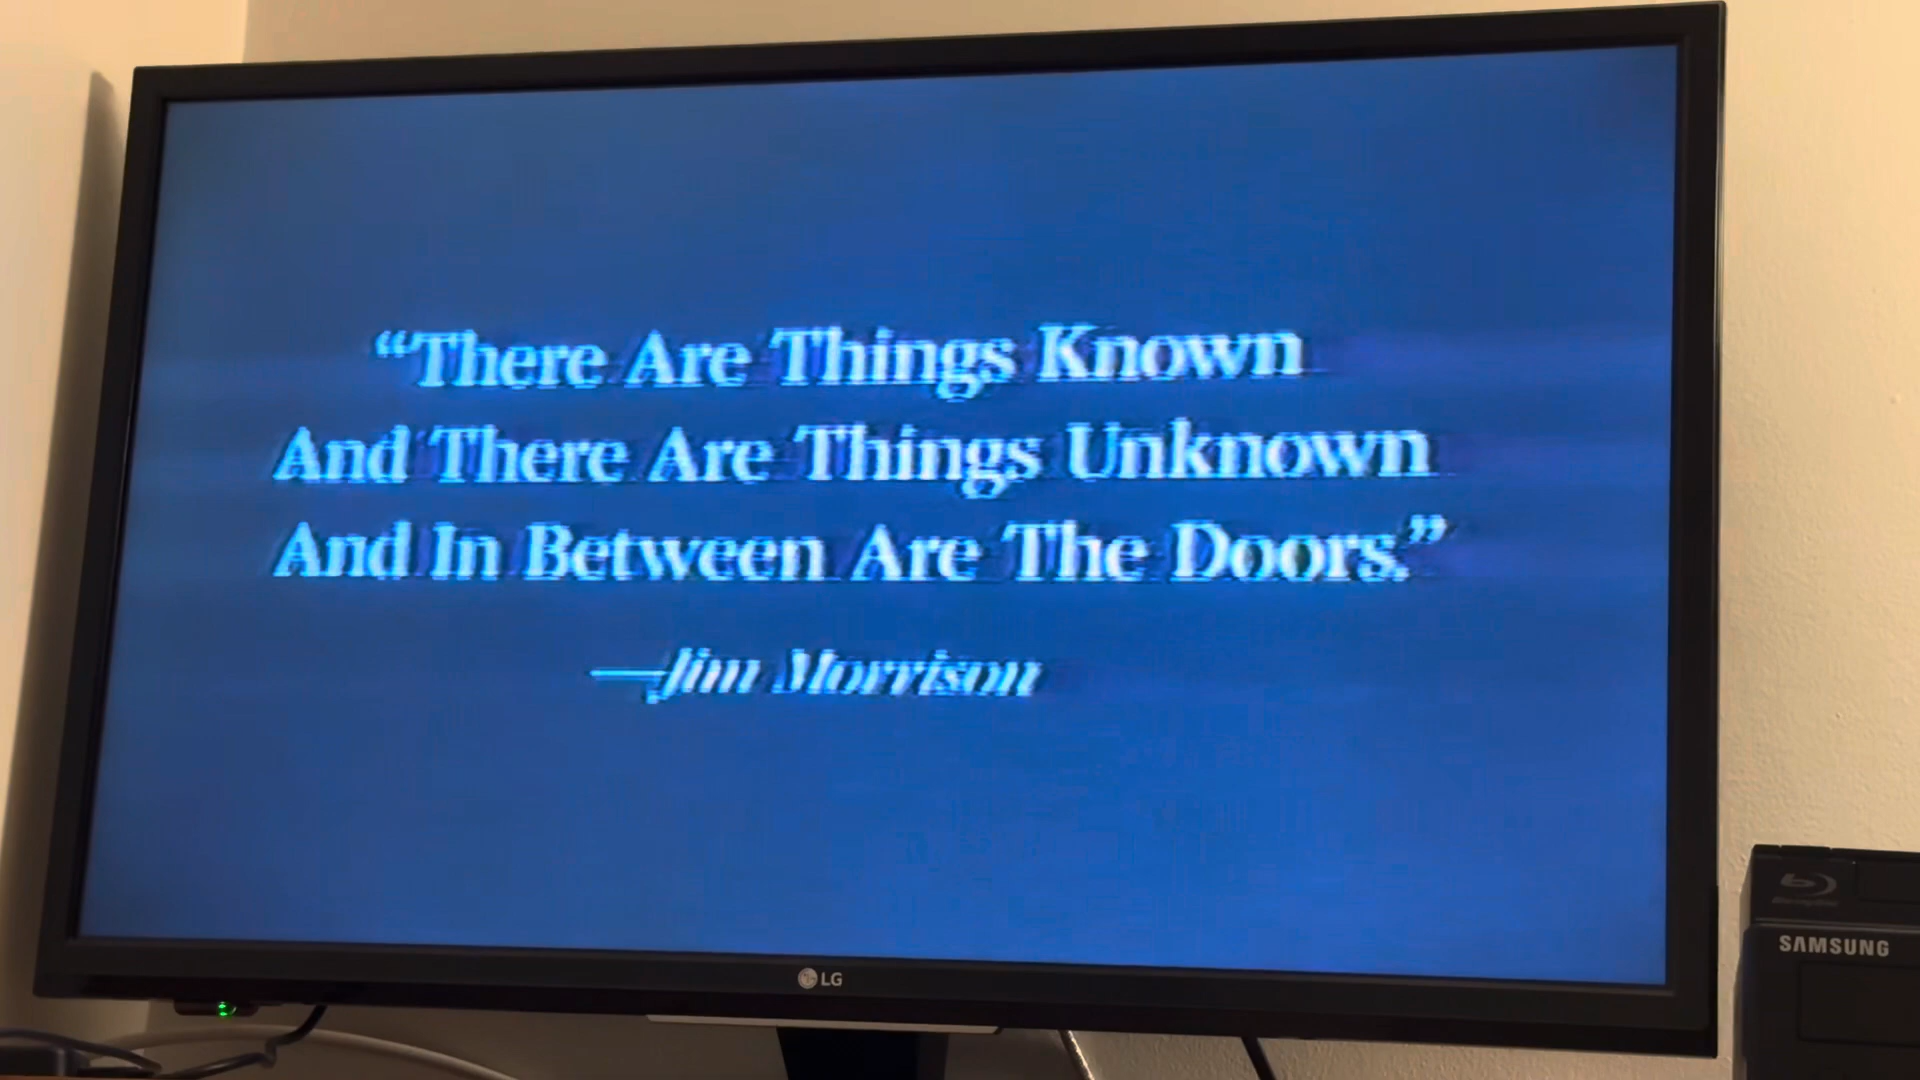 “There Are Things Known
And There Are Things Unknown
And In Between Are The Doors.”
—Jim Morrison
LG
SAMSUNG